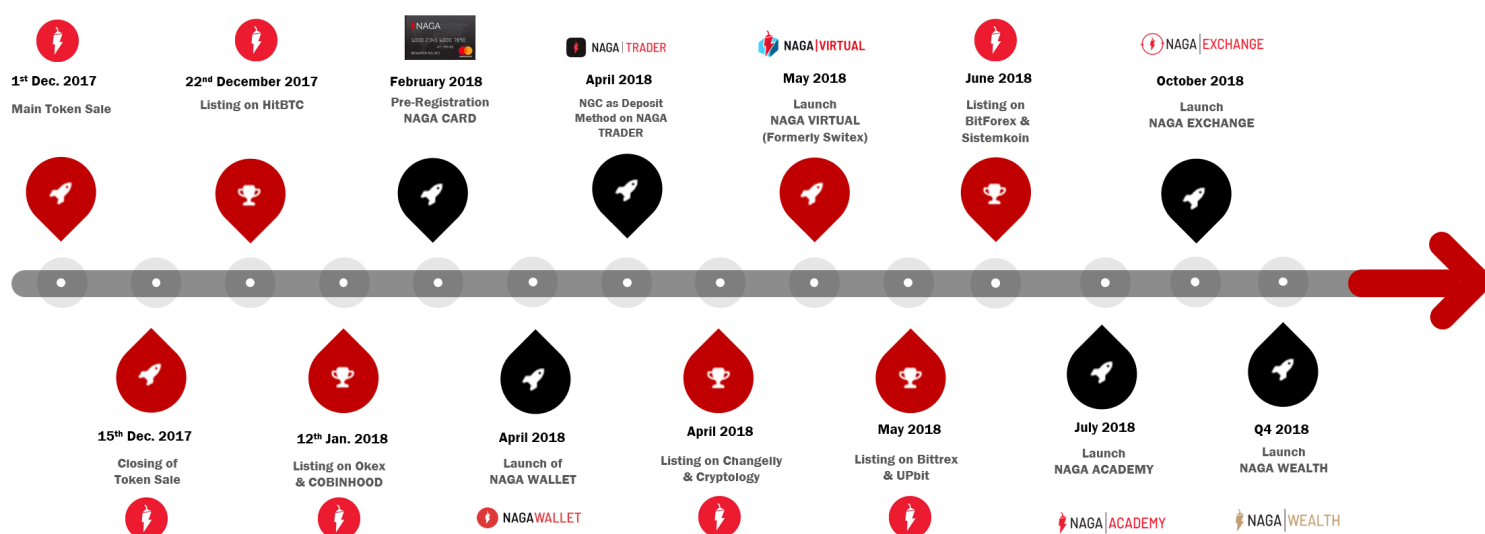 1st Dec. 2017
Main Token Sale
22nd December 2017
Listing on HitBTC
NAGA
February 2018
Pre-Registration
NAGA CARD
NAGA|TRADER
April 2018
NGC as Deposit
Method on NAGA
TRADER
NAGA|VIRTUAL
May 2018
Launch
NAGA VIRTUAL
(Formerly Switex)
June 2018
Listing on
BitForex &
Sistemkoin
NAGA|EXCHANGE
October 2018
Launch
NAGA EXCHANGE
15th Dec. 2017
Closing of
Token Sale
12th Jan. 2018
Listing on Okex
& COBINHOOD
April 2018
Launch of
NAGA WALLET
NAGAWALLET
April 2018
Listing on Changelly
& Cryptology
May 2018
Listing on Bittrex
& UPbit
July 2018
Launch
NAGA ACADEMY
NAGA|ACADEMY
Q4 2018
Launch
NAGA WEALTH
NAGA|WEALTH